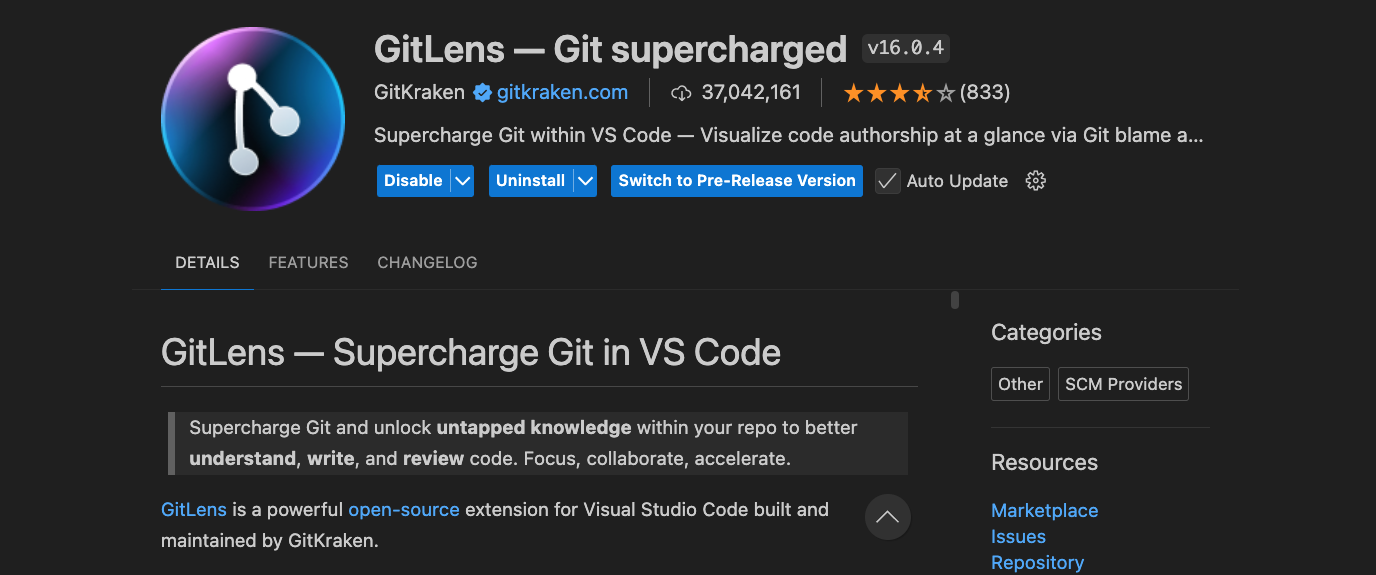 GitLens — Git supercharged v16.0.4
GitKraken gitkraken.com 37,042,161 (833)
Supercharge Git within VS Code — Visualize code authorship at a glance via Git blame a...
Disable Uninstall Switch to Pre-Release Version Auto Update
DETAILS FEATURES CHANGELOG
GitLens — Supercharge Git in VS Code
Supercharge Git and unlock untapped knowledge within your repo to better
understand, write, and review code. Focus, collaborate, accelerate.
GitLens is a powerful open-source extension for Visual Studio Code built and
maintained by GitKraken.
Categories
Other SCM Providers
Resources
Marketplace
Issues
Repository